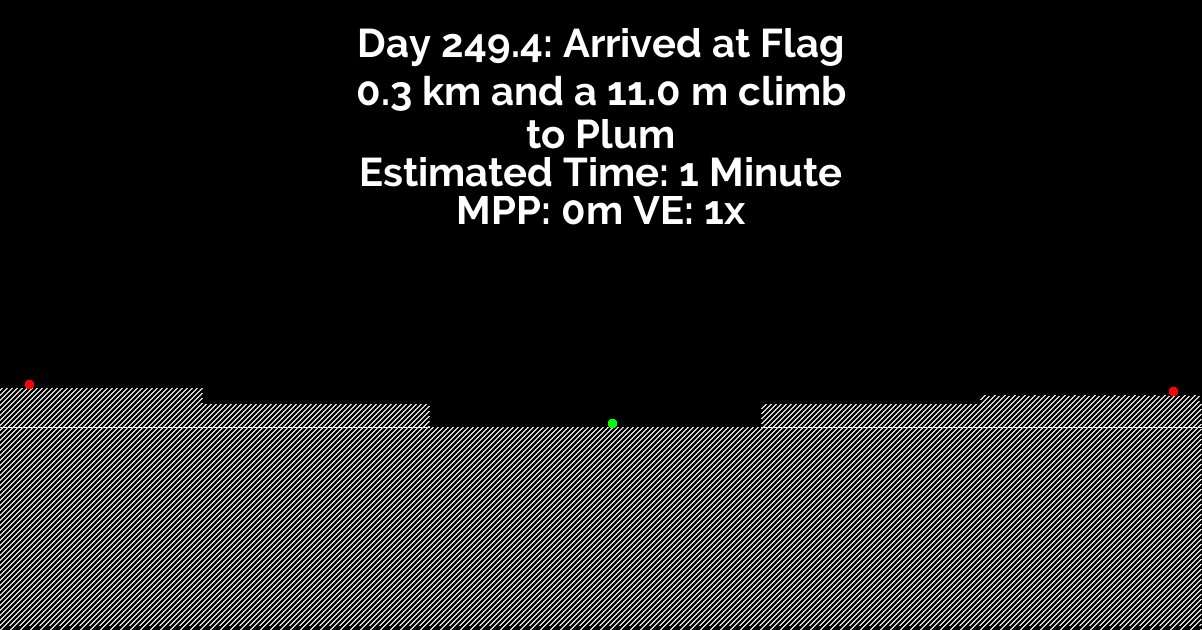 Day 249.4: Arrived at Flag
0.3 km and a 11.0 m climb
to Plum
Estimated Time: 1 Minute
MPP: 0m VE: 1x